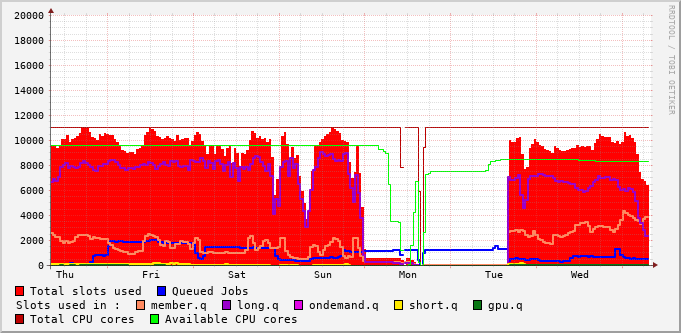 20000
18000
16000
14000
12000
10000
8000
6000
4000
2000
0
Thu Fri Sat Sun Mon Tue Wed
RRDTOOL / TOBI OETIKER
Total slots used Queued Jobs
Slots used in : member.q long.q ondemand.q short.q gpu.q
Total CPU cores Available CPU cores